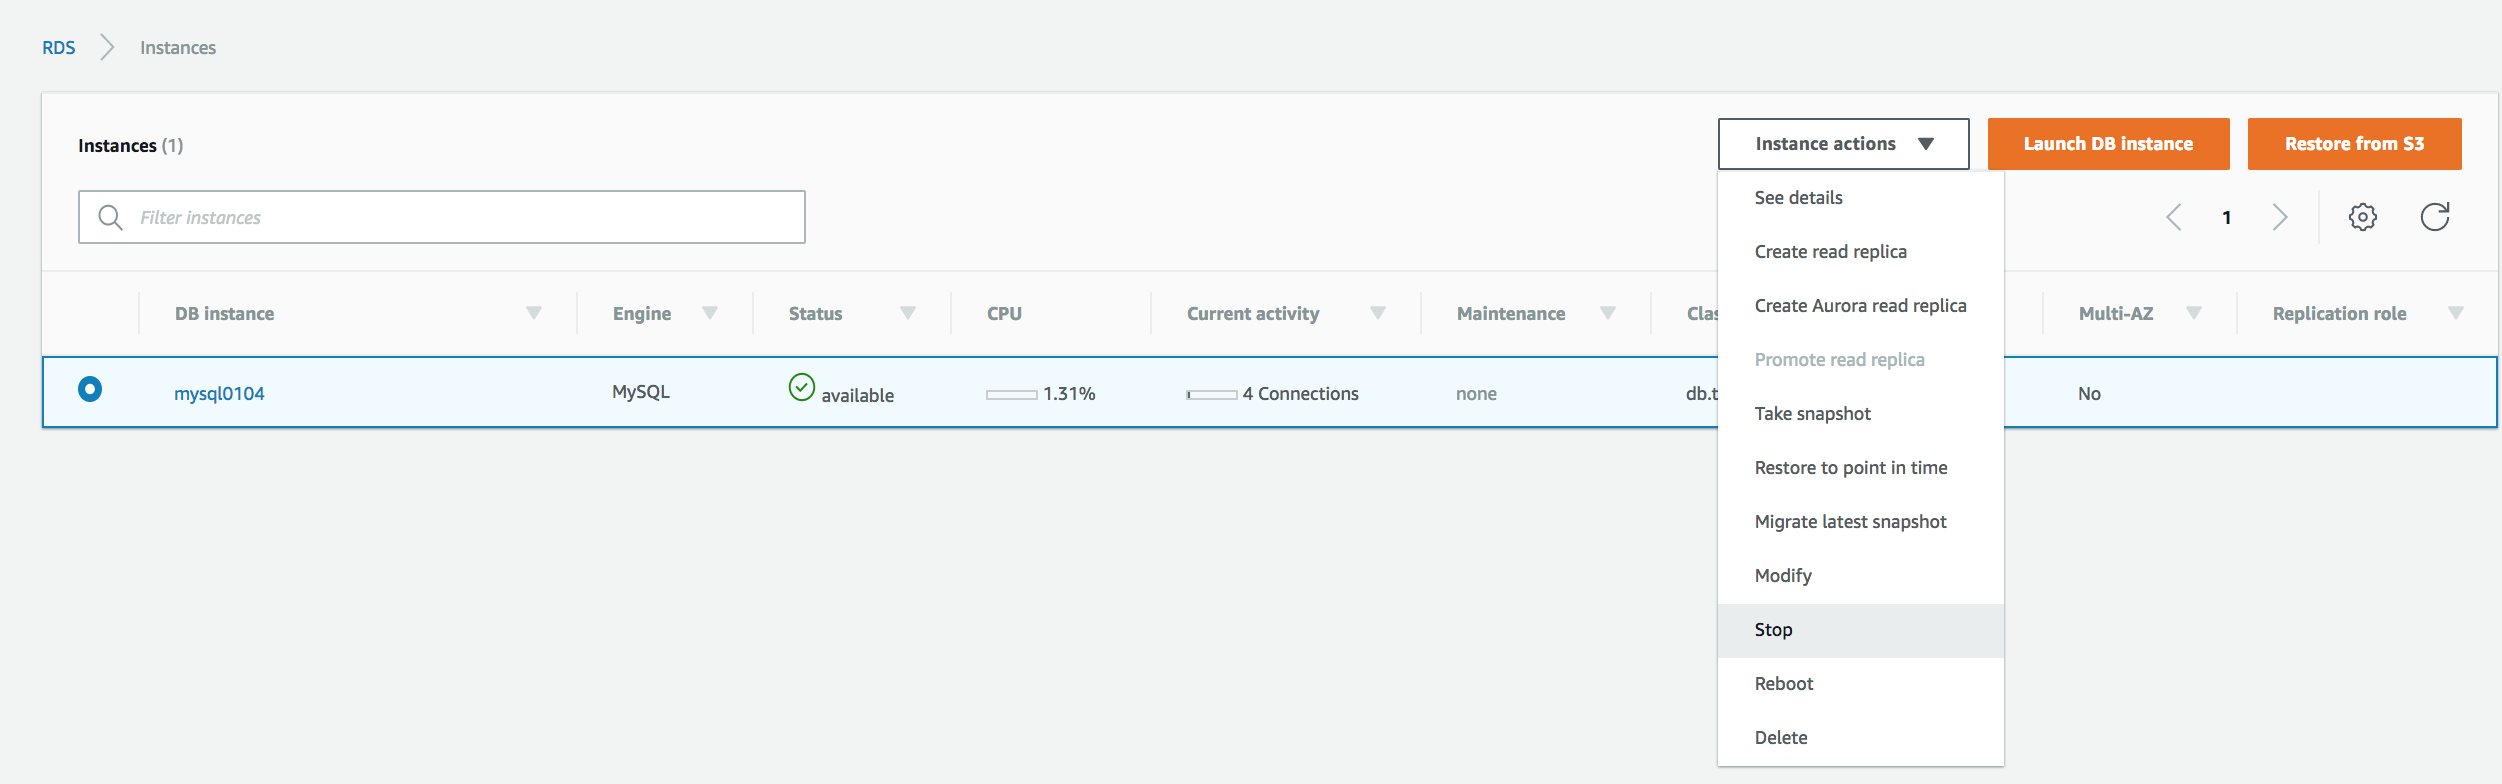 RDS Instances
Instances (1)
Instance actions
Launch DB instance
Restore from S3
Filter instances
1
See details
Create read replica
Create Aurora read replica
Promote read replica
Take snapshot
Restore to point in time
Migrate latest snapshot
Modify
Stop
Reboot
Delete
DB instance Engine Status CPU Current activity Maintenance Clas Multi-AZ Replication role
mysql0104 MySQL available 1.31% 4 Connections none db.t No